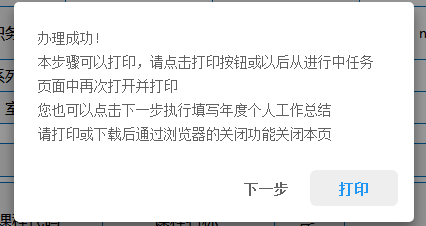 办理成功！
本步骤可以打印，请点击打印按钮或以后从进行中任务
页面中再次打开并打印
您也可以点击下一步执行填写年度个人工作总结
请打印或下载后通过浏览器的关闭功能关闭本页
下一步 打印